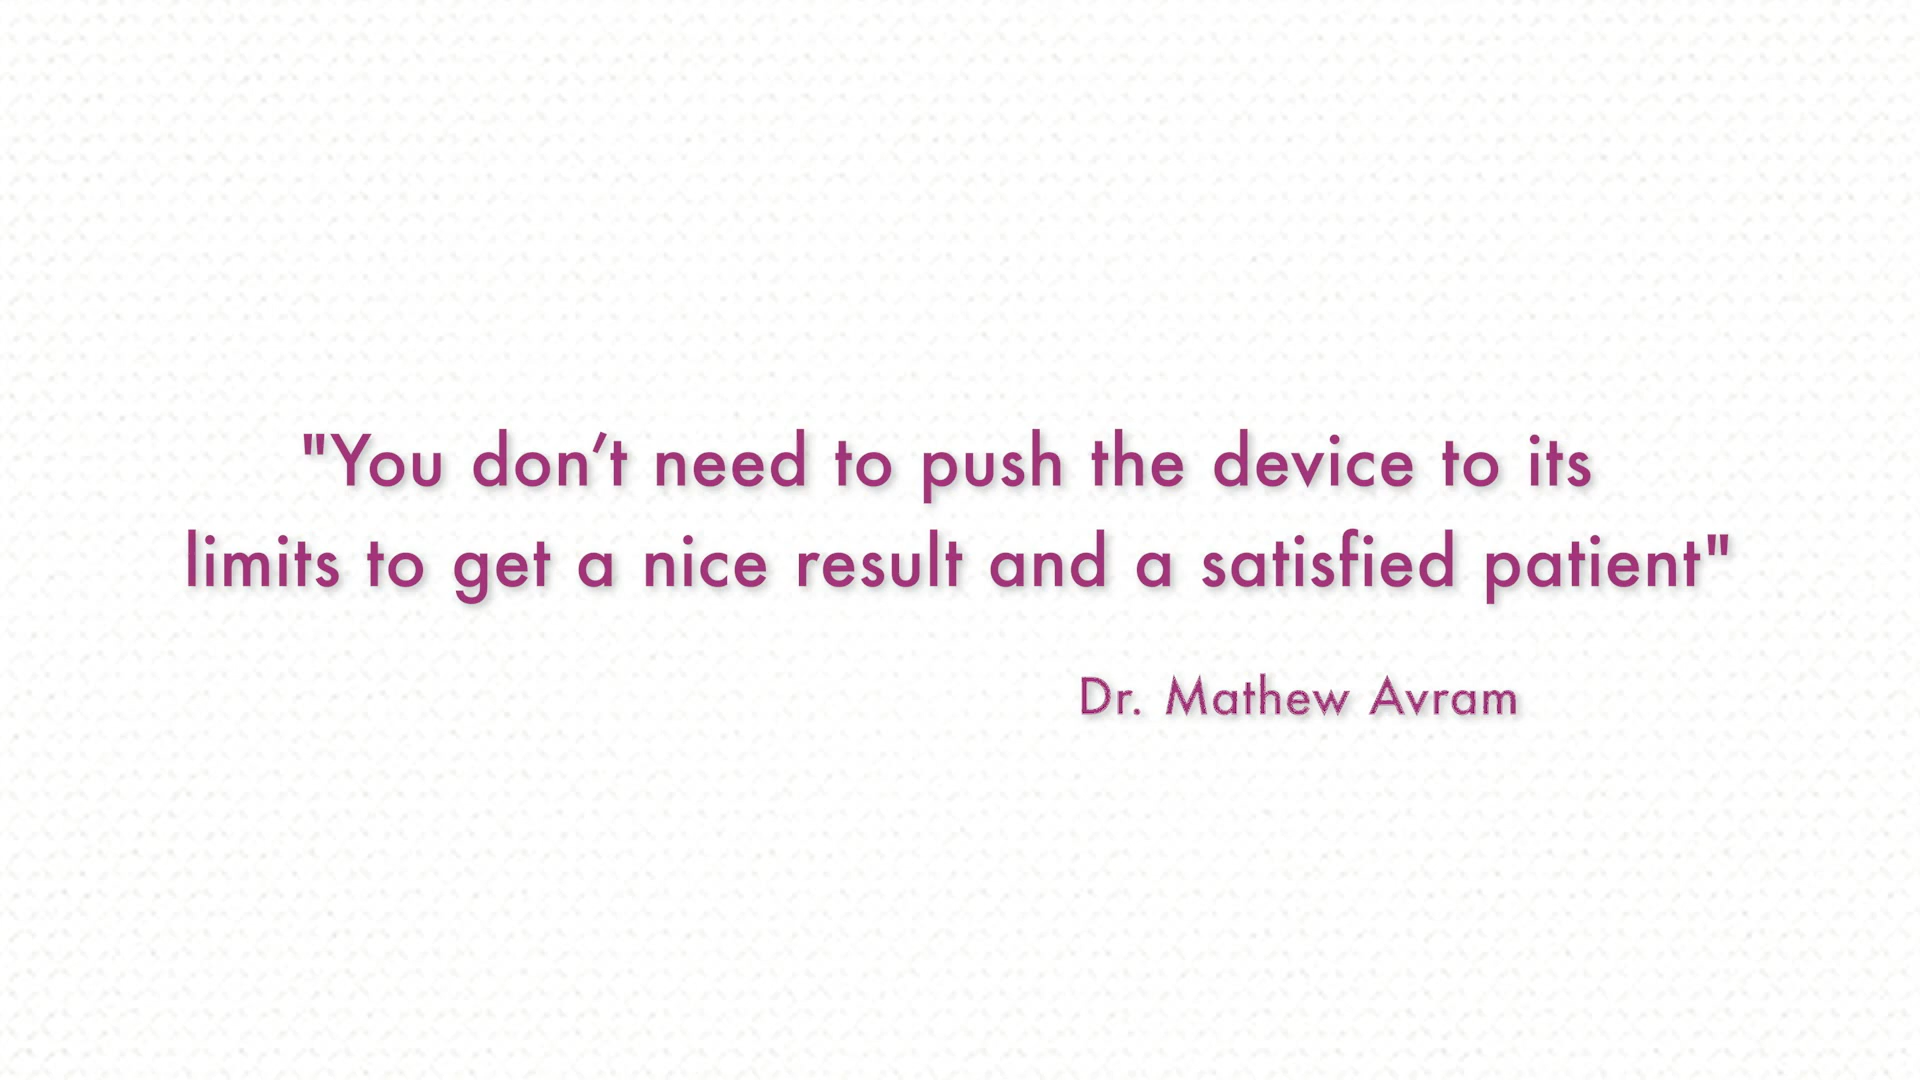 "You don’t need to push the device to its
limits to get a nice result and a satisfied patient"
Dr. Mathew Avram